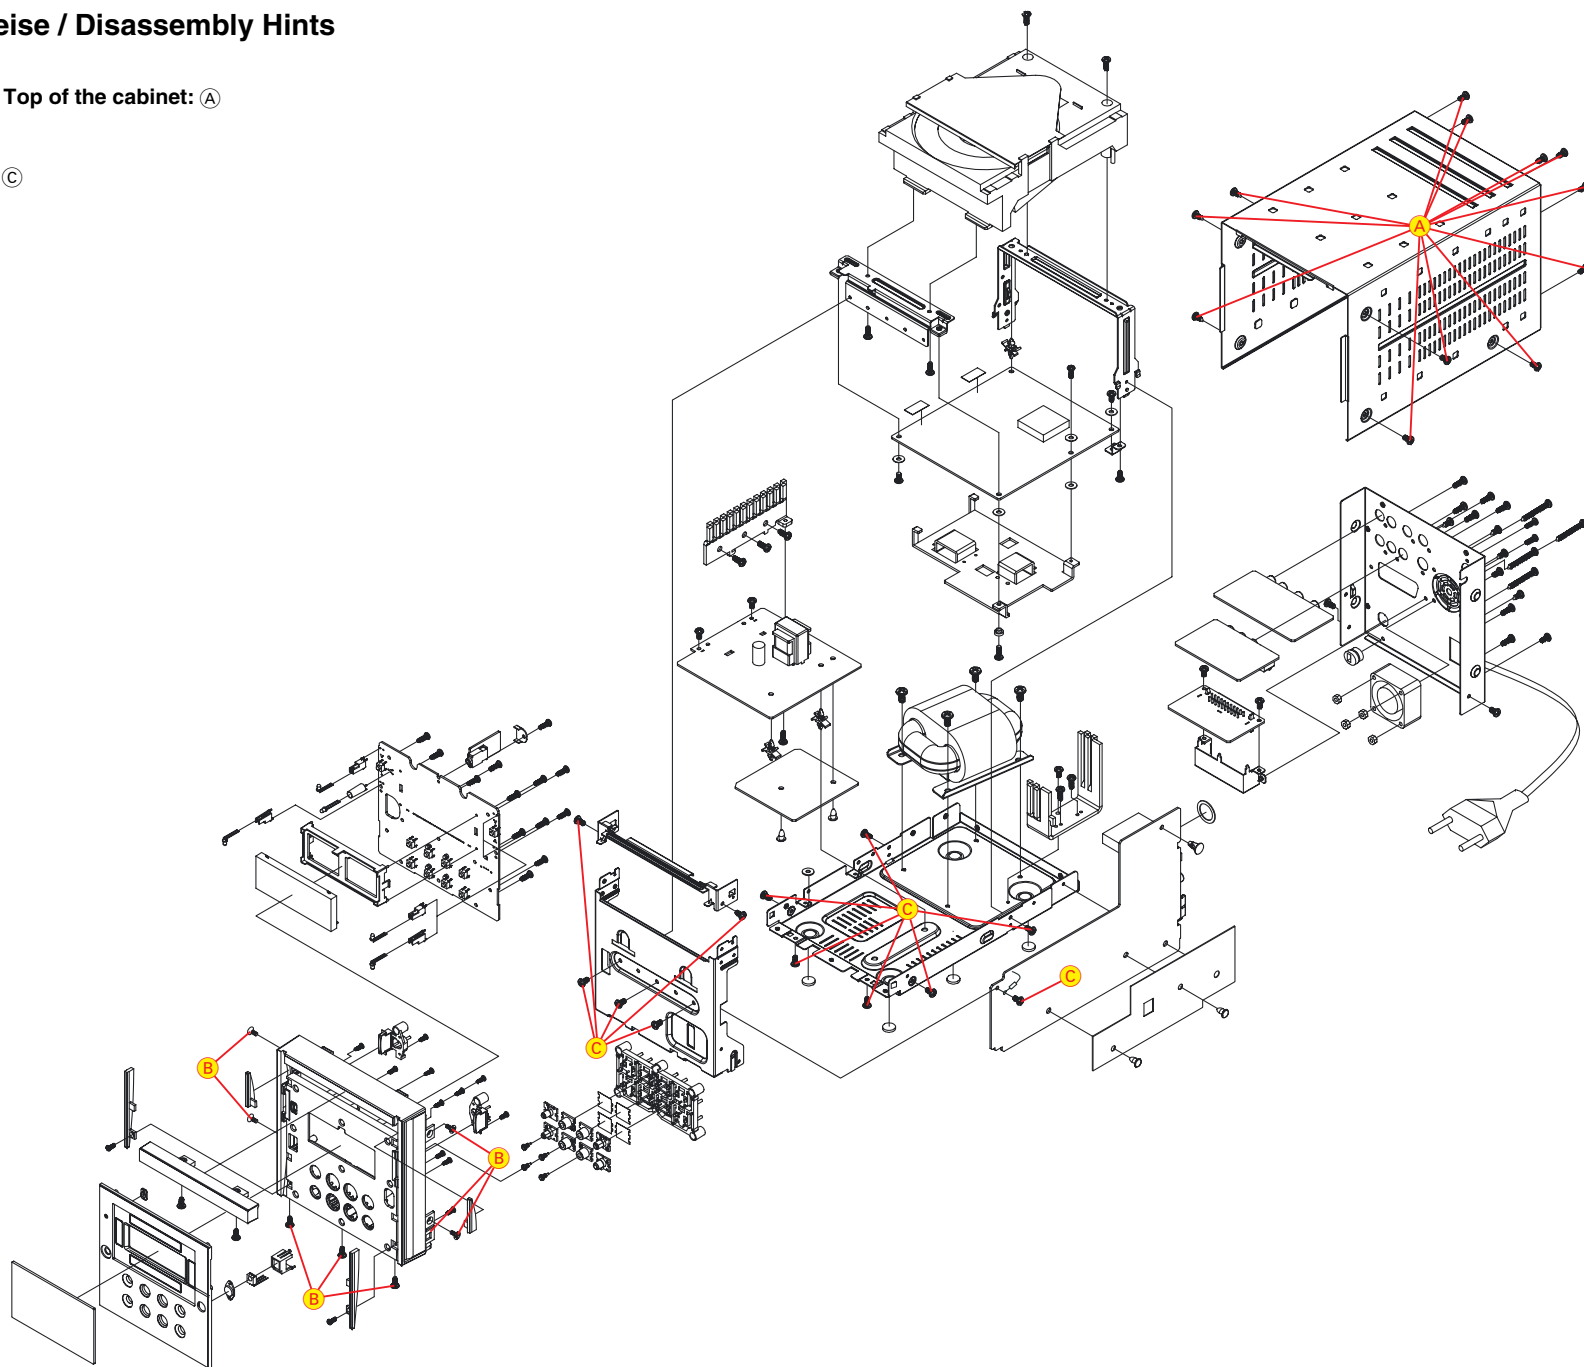 eise / Disassembly Hints
Top of the cabinet: Ⓐ
Ⓒ
A
C
C
C
B
B
B